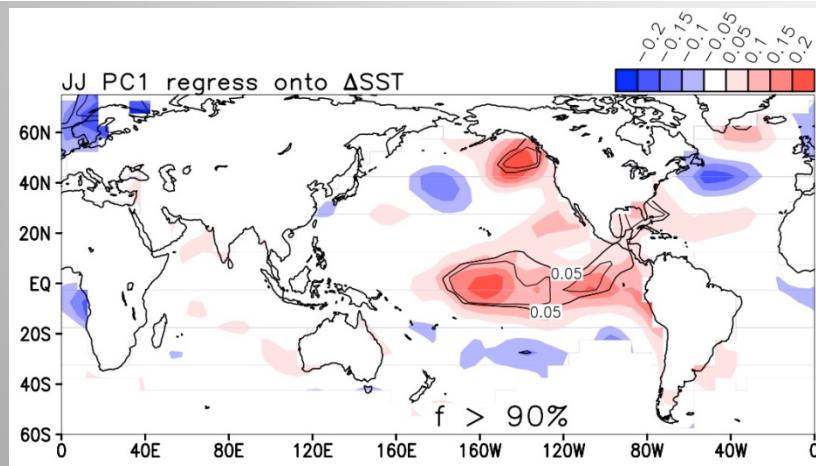 -0.2 -0.15 -0.1 -0.05 0.05 0.1 0.15 0.2
JJ PC1 regress onto ΔSST
60N
40N
20N
EQ
20S
40S
60S
0.05
0.05
f > 90%
0 40E 80E 120E 160E 160W 120W 80W 40W 0